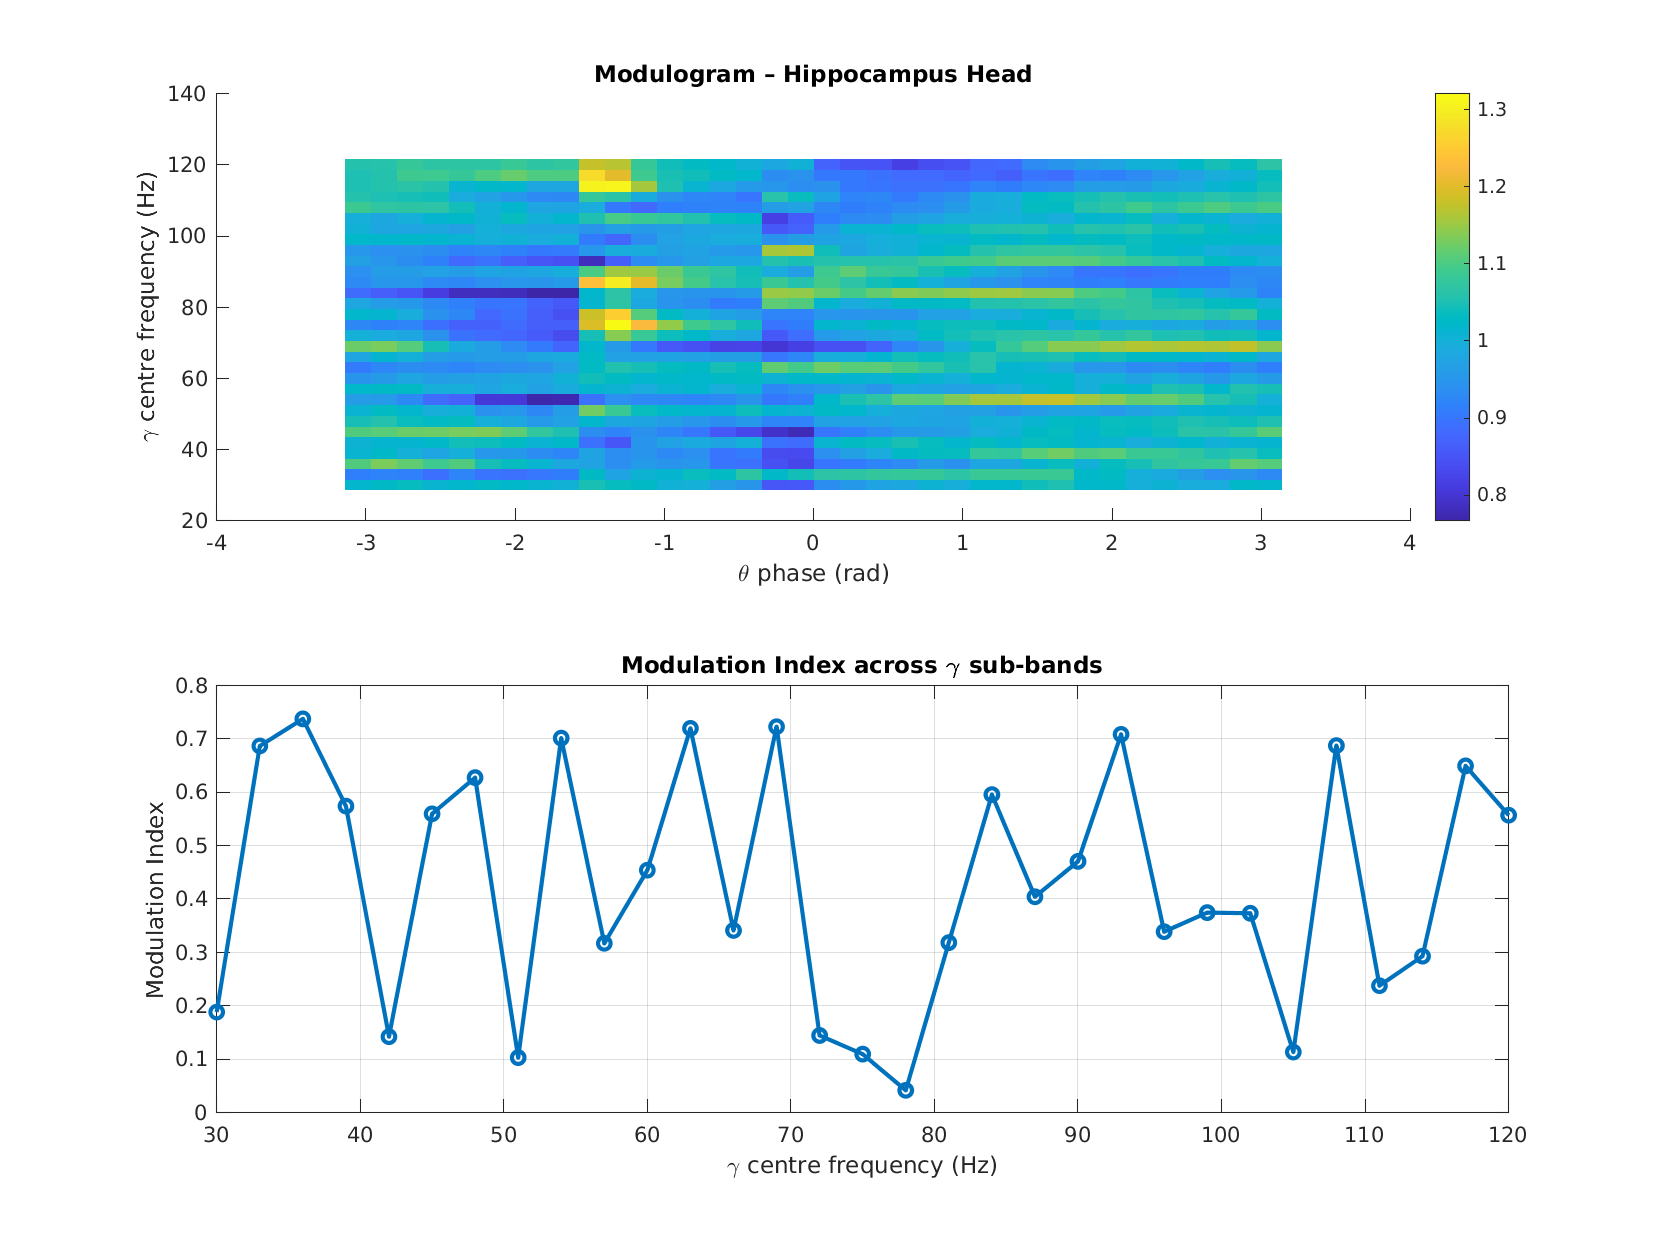 Modulogram – Hippocampus Head
140
120
100
80
60
40
20
γ centre frequency (Hz)
-4 -3 -2 -1 0 1 2 3 4
θ phase (rad)
1.3
1.2
1.1
1
0.9
0.8
Modulation Index across γ sub-bands
0.8
0.7
0.6
0.5
0.4
0.3
0.2
0.1
0
Modulation Index
30 40 50 60 70 80 90 100 110 120
γ centre frequency (Hz)